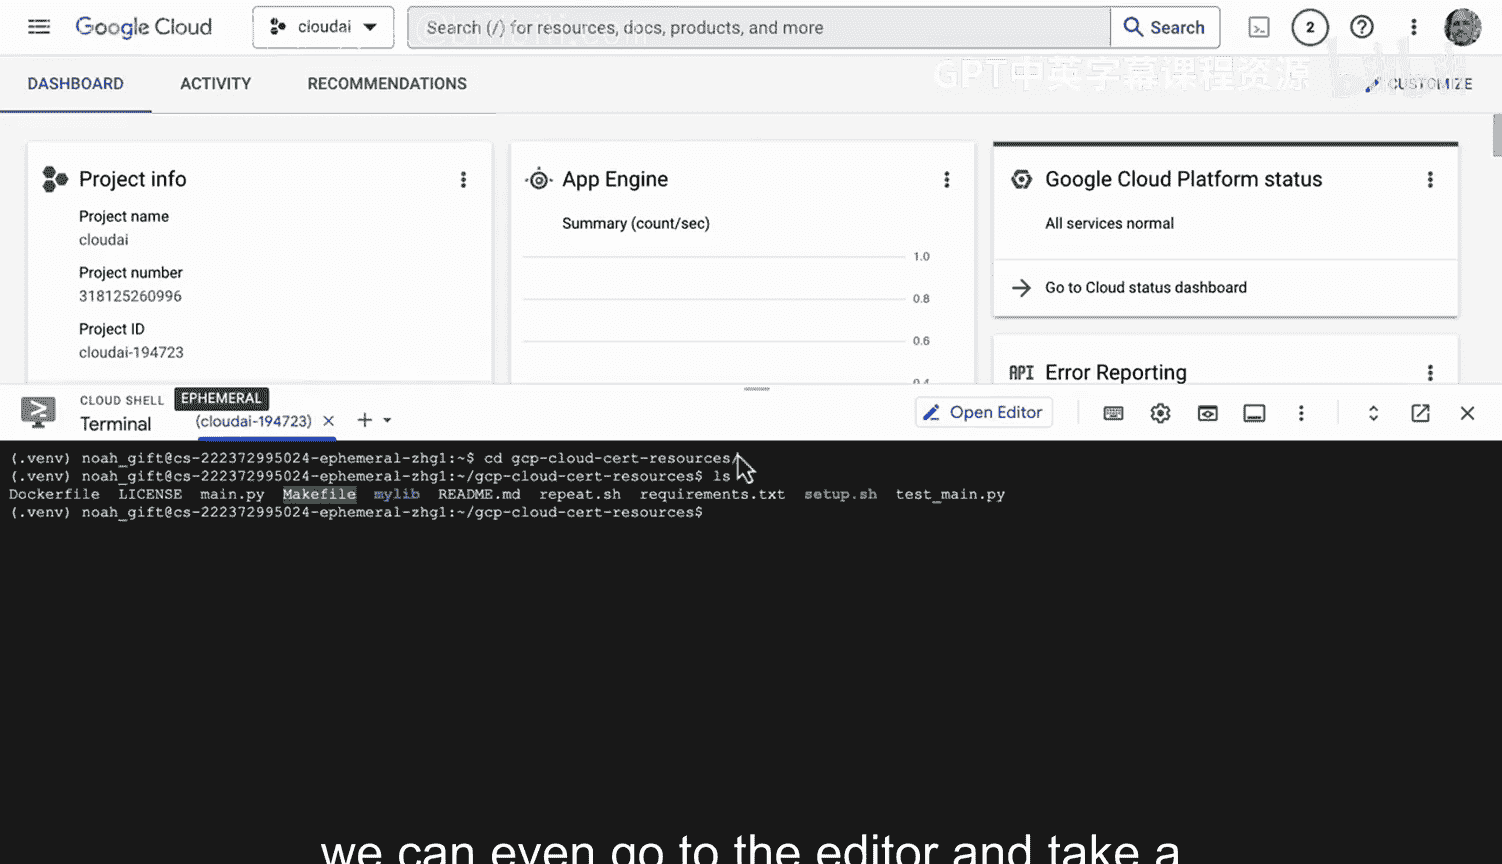 Google Cloud
cloudai
Search (/) for resources, docs, products, and more
Search
2
GPT中英字幕课程资源
DASHBOARD
ACTIVITY
RECOMMENDATIONS
CUSTOMIZE
Project info
Project name
cloudai
Project number
318125260996
Project ID
cloudai-194723
App Engine
Summary (count/sec)
1.0
0.8
0.6
0.4
Google Cloud Platform status
All services normal
Go to Cloud status dashboard
API Error Reporting
CLOUD SHELL
EPHEMERAL
Terminal
(cloudai-194723)
Open Editor
(.venv) noah_gift@cs-222372995024-ephemeral-zhg1:~$ cd gcp-cloud-cert-resources/
(.venv) noah_gift@cs-222372995024-ephemeral-zhg1:~/gcp-cloud-cert-resources$ ls
Dockerfile LICENSE main.py Makefile mylib README.md repeat.sh requirements.txt setup.sh test_main.py
(.venv) noah_gift@cs-222372995024-ephemeral-zhg1:~/gcp-cloud-cert-resources$
we can even go to the editor and take a